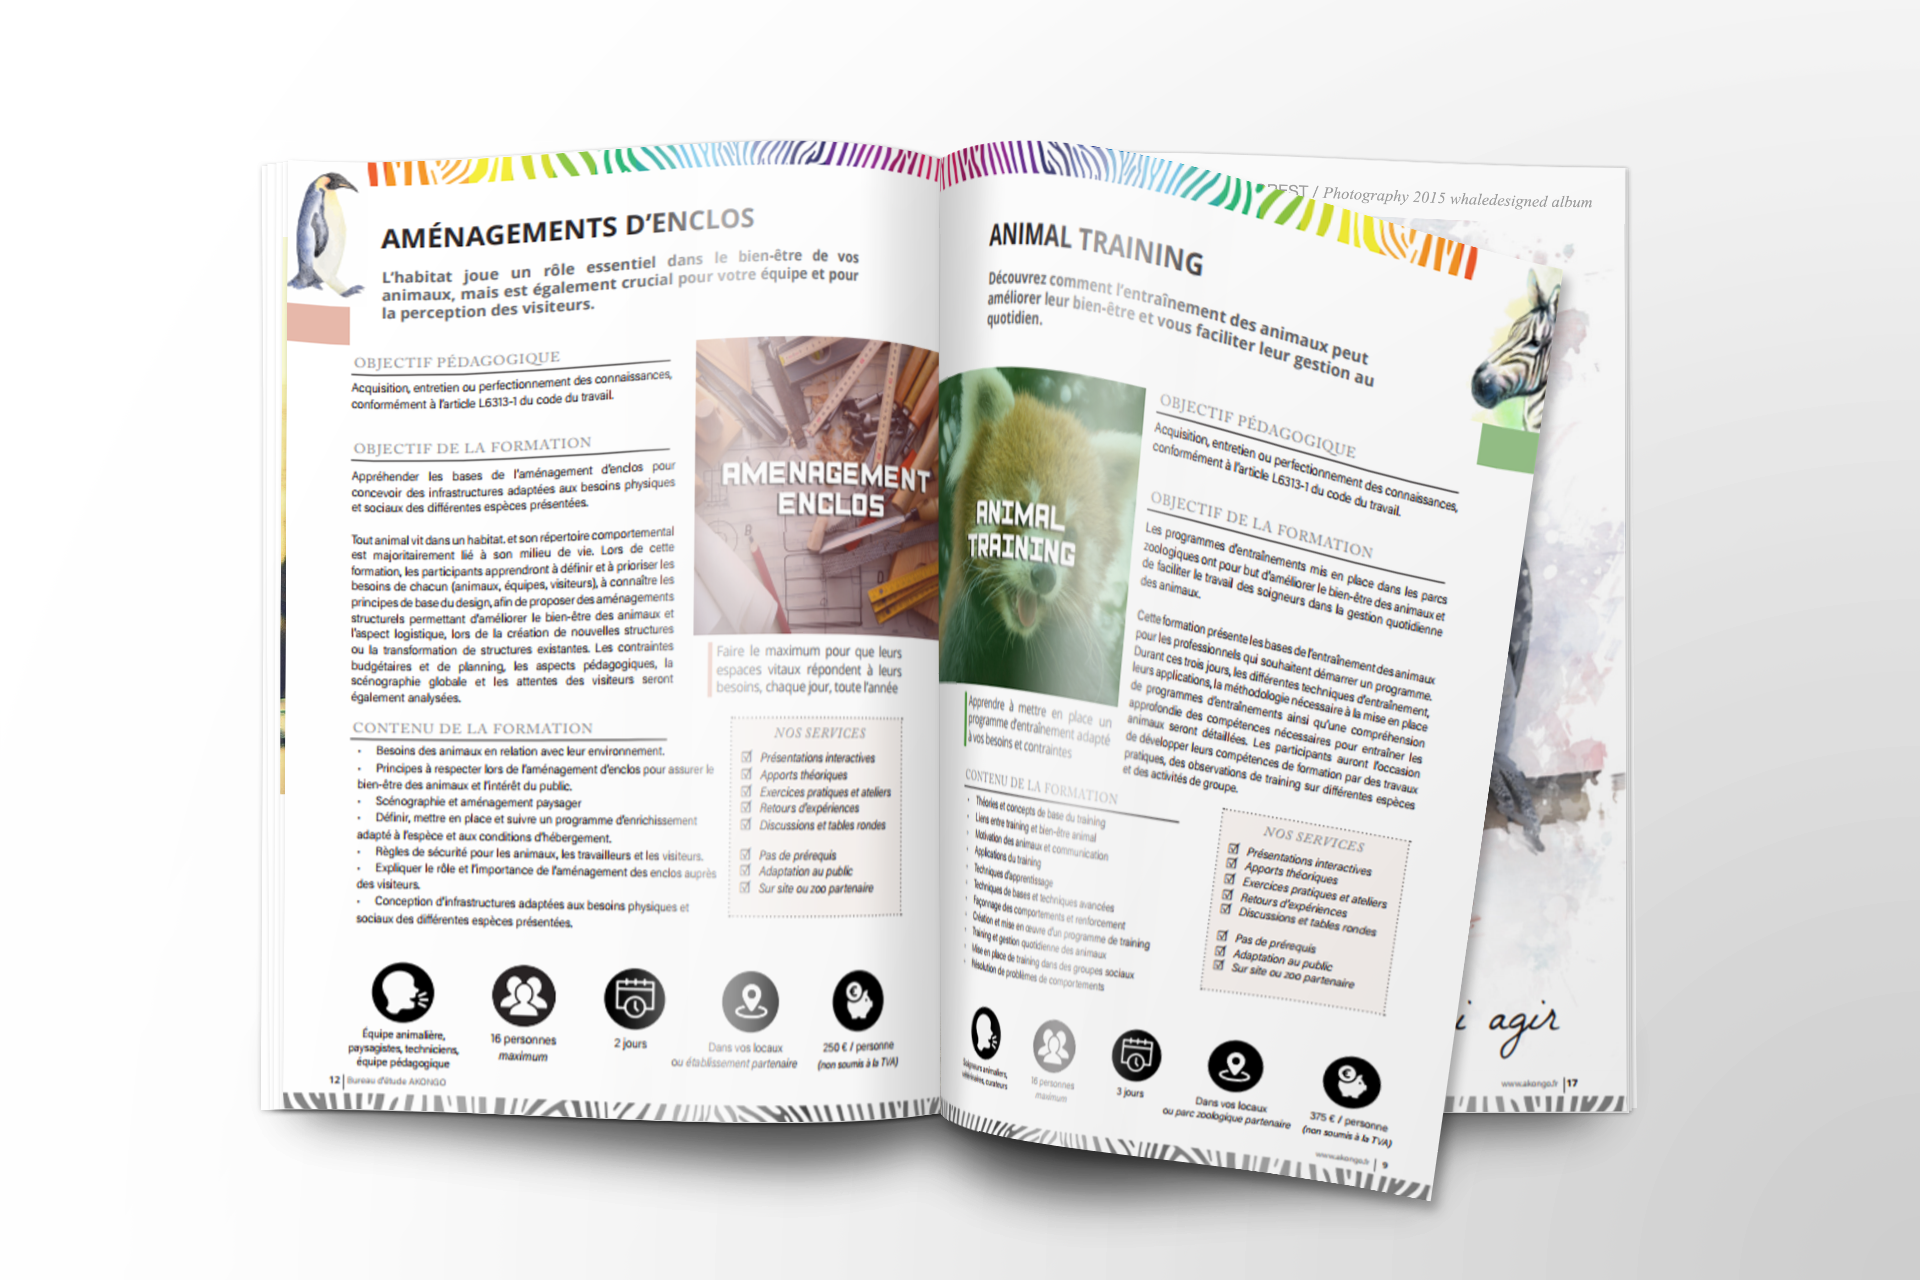 AMÉNAGEMENTS D'ENCLOS
L'habitat joue un rôle essentiel dans le bien-être de vos
animaux, mais est également crucial pour votre équipe et pour
la perception des visiteurs.
OBJECTIF PÉDAGOGIQUE
Acquisition, entretien ou perfectionnement des connaissances,
conformément à l'article L6313-1 du code du travail.
OBJECTIF DE LA FORMATION
Appréhender les bases de l'aménagement d'enclos pour
concevoir des infrastructures adaptées aux besoins physiques
et sociaux des différentes espèces présentées.
Tout animal vit dans un habitat. et son répertoire comportemental
est majoritairement lié à son milieu de vie. Lors de cette
formation, les participants apprendront à définir et à prioriser les
besoins de chacun (animaux, équipes, visiteurs), à connaître les
principes de base du design, afin de proposer des aménagements
structurels permettant d'améliorer le bien-être des animaux et
l'aspect logistique, lors de la création de nouvelles structures
ou la transformation de structures existantes. Les contraintes
budgétaires et de planning, les aspects pédagogiques, la
scénographie globale et les attentes des visiteurs seront
également analysées.
CONTENU DE LA FORMATION
• Besoins des animaux en relation avec leur environnement.
• Principes à respecter lors de l'aménagement d'enclos pour assurer le
bien-être des animaux et l'intérêt du public.
• Scénographie et aménagement paysager
• Définir, mettre en place et suivre un programme d'enrichissement
adapté à l'espèce et aux conditions d'hébergement.
• Règles de sécurité pour les animaux, les travailleurs et les visiteurs.
• Expliquer le rôle et l'importance de l'aménagement des enclos auprès
des visiteurs.
• Conception d'infrastructures adaptées aux besoins physiques et
sociaux des différentes espèces présentées.
AMENAGEMENT
ENCLOS
Faire le maximum pour que leurs
espaces vitaux répondent à leurs
besoins, chaque jour, toute l'année
NOS SERVICES
Présentations interactives
Apports théoriques
Exercices pratiques et ateliers
Retours d'expériences
Discussions et tables rondes
Pas de prérequis
Adaptation au public
Sur site ou zoo partenaire
Équipe animalière,
paysagistes, techniciens,
équipe pédagogique
16 personnes
maximum
2 jours
Dans vos locaux
ou établissement partenaire
250 € / personne
(non soumis à la TVA)
12 | Bureau d'étude AKONGO
ANIMAL TRAINING
Découvrez comment l'entraînement des animaux peut
améliorer leur bien-être et vous faciliter leur gestion au
quotidien.
ANIMAL
TRAINING
Apprendre à mettre en place un
programme d'entraînement adapté
à vos besoins et contraintes
OBJECTIF PÉDAGOGIQUE
Acquisition, entretien ou perfectionnement des connaissances,
conformément à l'article L6313-1 du code du travail.
OBJECTIF DE LA FORMATION
Les programmes d'entraînements mis en place dans les parcs
zoologiques ont pour but d'améliorer le bien-être des animaux et
de faciliter le travail des soigneurs dans la gestion quotidienne
des animaux.
Cette formation présente les bases de l'entraînement des animaux
pour les professionnels qui souhaitent démarrer un programme.
Durant ces trois jours, les différentes techniques d'entraînement,
leurs applications, la méthodologie nécessaire à la mise en place
de programmes d'entraînements ainsi qu'une compréhension
approfondie des compétences nécessaires pour entraîner les
animaux seront détaillées. Les participants auront l'occasion
de développer leurs compétences de formation par des travaux
pratiques, des observations de training sur différentes espèces
et des activités de groupe.
CONTENU DE LA FORMATION
• Théories et concepts de base du training
• Liens entre training et bien-être animal
• Motivation des animaux et communication
• Applications du training
• Techniques d'apprentissage
• Techniques de bases et techniques avancées
• Façonnage des comportements et renforcement
• Création et mise en œuvre d'un programme de training
• Training et gestion quotidienne des animaux
• Mise en place de training dans des groupes sociaux
• Résolution de problèmes de comportements
NOS SERVICES
Présentations interactives
Apports théoriques
Exercices pratiques et ateliers
Retours d'expériences
Discussions et tables rondes
Pas de prérequis
Adaptation au public
Sur site ou zoo partenaire
Soigneurs animaliers,
vétérinaires, curateurs
16 personnes
maximum
3 jours
Dans vos locaux
ou parc zoologique partenaire
375 € / personne
(non soumis à la TVA)
www.akongo.fr | 9
/ Photography 2015 whaledesigned album
agir
www.akongo.fr | 17